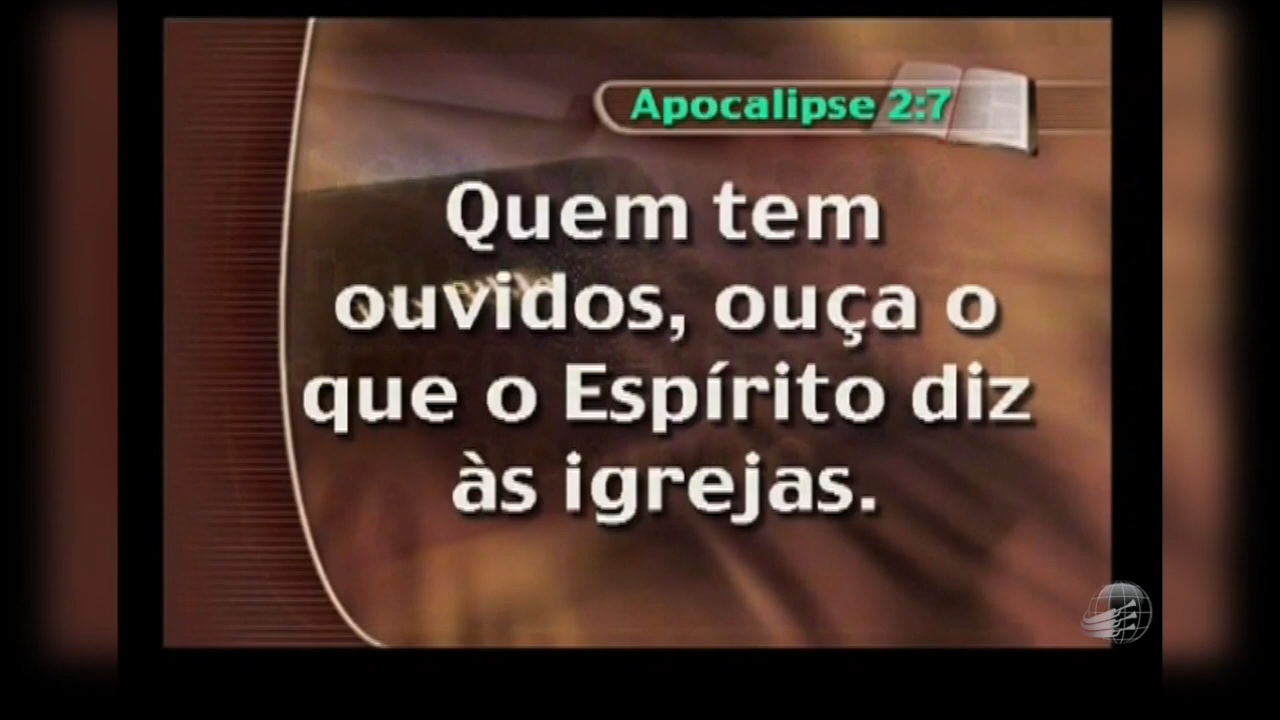 Apocalipse 2:7
Quem tem
ouvidos, ouça o
que o Espírito diz
às igrejas.